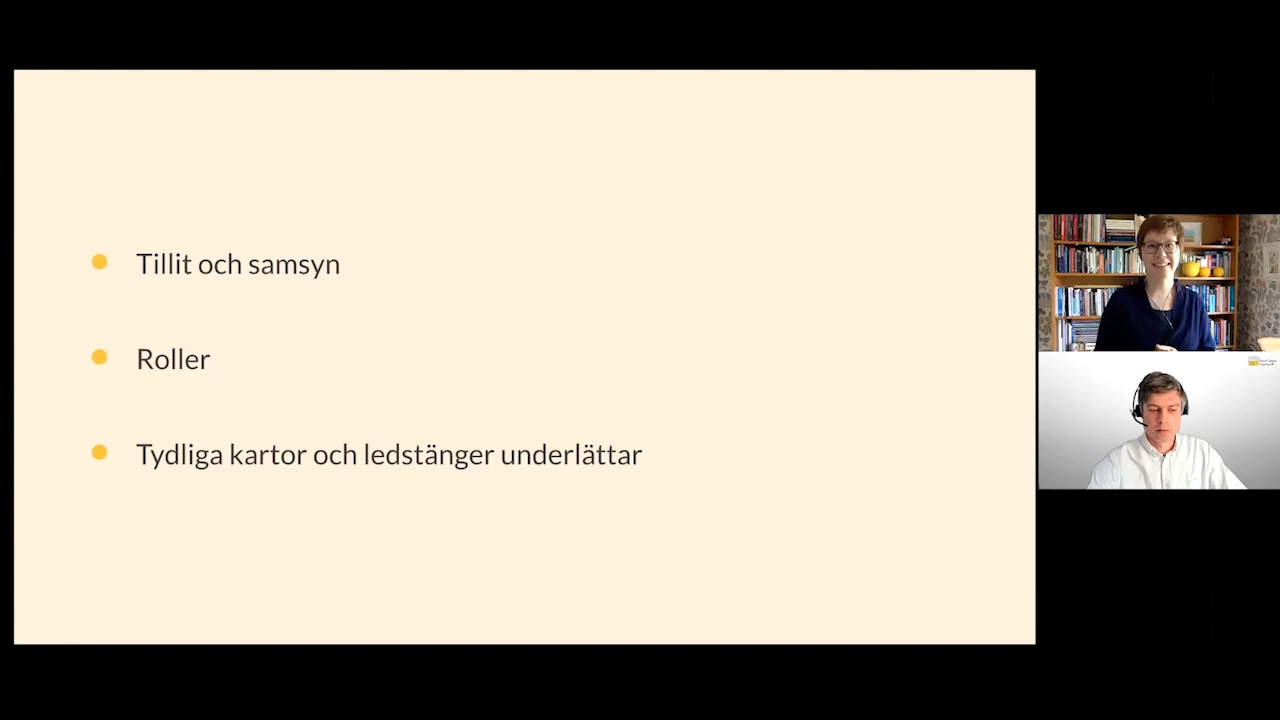 Tillit och samsyn
Roller
Tydliga kartor och ledstänger underlättar